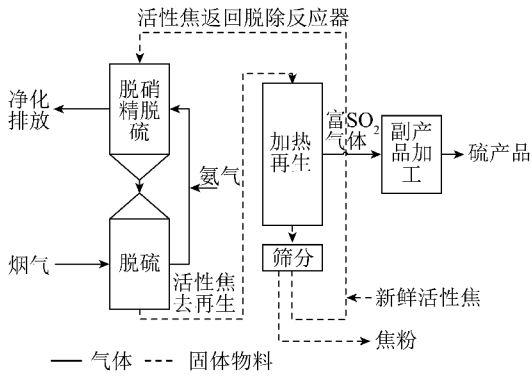 活性焦返回脱除反应器
脱硝
精脱
硫
净化
排放
氨气
烟气
脱硫
活性焦
去再生
加热
再生
富SO₂
气体
副产
品加
工
硫产品
筛分
新鲜活性焦
焦粉
气体
固体物料